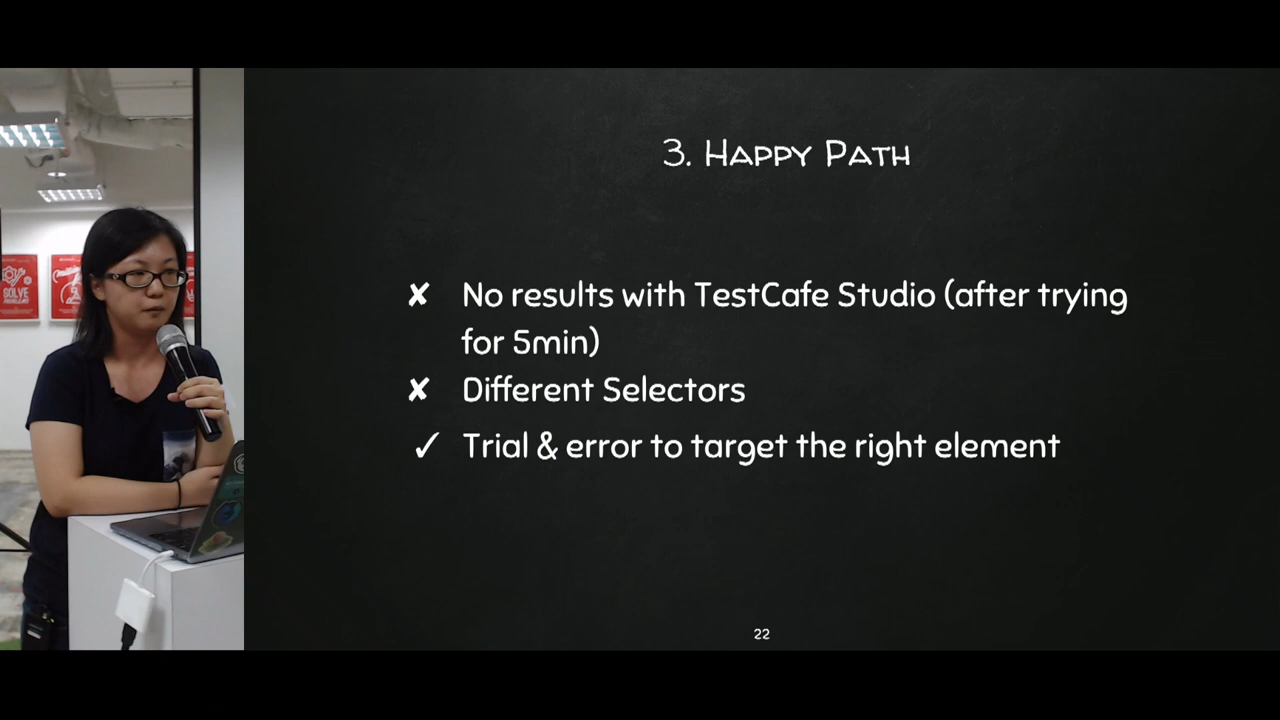 3. Happy Path
✘ No results with TestCafe Studio (after trying
for 5min)
✘ Different Selectors
✓ Trial & error to target the right element
22
SOLVE